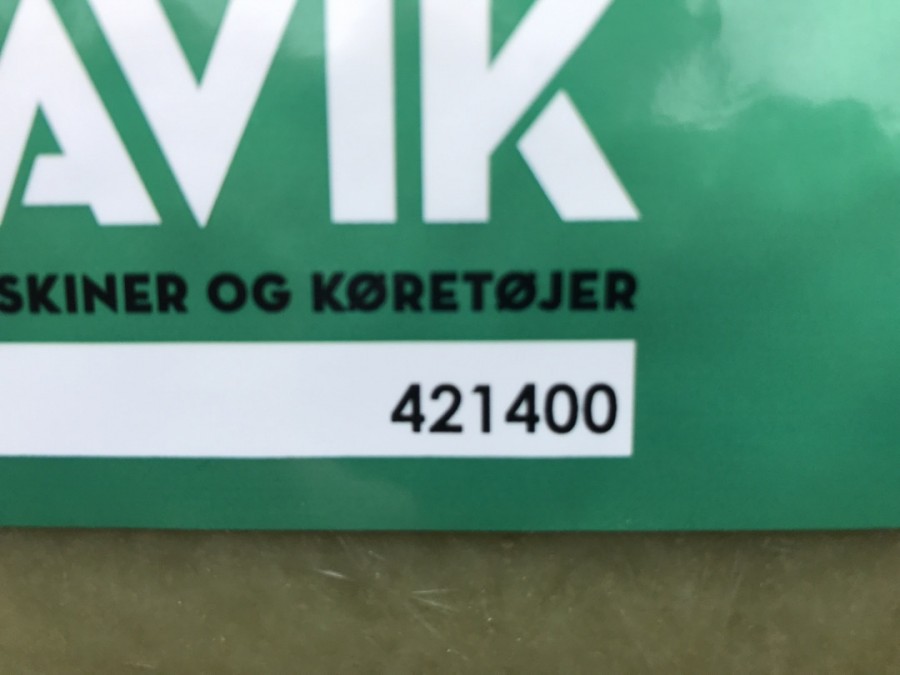 AVIK
SKINER OG KØRETØJER
421400